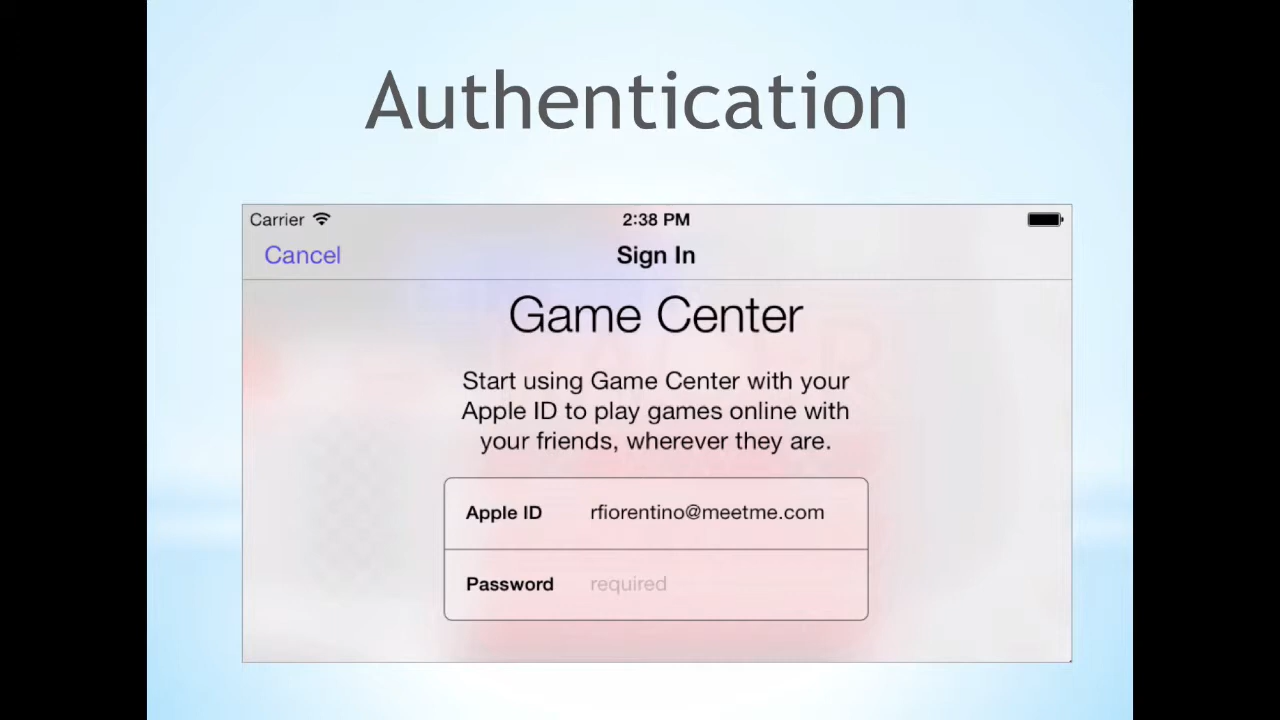 Authentication
Carrier 2:38 PM
Cancel Sign In
Game Center
Start using Game Center with your
Apple ID to play games online with
your friends, wherever they are.
Apple ID rfiorentino@meetme.com
Password required